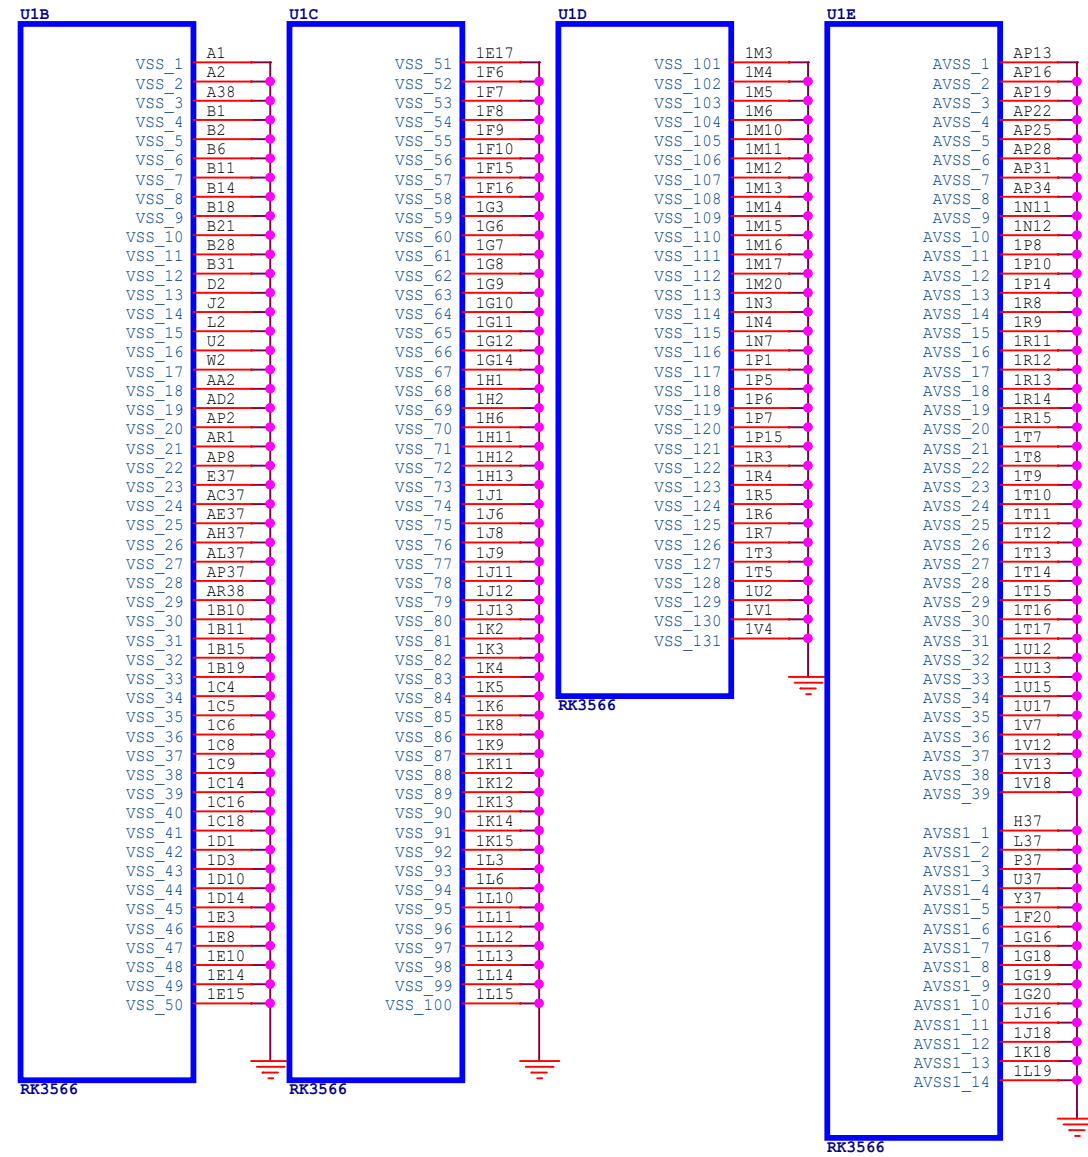 U1B
VSS_1 A1
VSS_2 A2
VSS_3 A38
VSS_4 B1
VSS_5 B2
VSS_6 B6
VSS_7 B11
VSS_8 B14
VSS_9 B18
VSS_10 B21
VSS_11 B28
VSS_12 B31
VSS_13 D2
VSS_14 J2
VSS_15 L2
VSS_16 U2
VSS_17 W2
VSS_18 AA2
VSS_19 AD2
VSS_20 AP2
VSS_21 AR1
VSS_22 AP8
VSS_23 E37
VSS_24 AC37
VSS_25 AE37
VSS_26 AH37
VSS_27 AL37
VSS_28 AP37
VSS_29 AR38
VSS_30 1B10
VSS_31 1B11
VSS_32 1B15
VSS_33 1B19
VSS_34 1C4
VSS_35 1C5
VSS_36 1C6
VSS_37 1C8
VSS_38 1C9
VSS_39 1C14
VSS_40 1C16
VSS_41 1C18
VSS_42 1D1
VSS_43 1D3
VSS_44 1D10
VSS_45 1D14
VSS_46 1E3
VSS_47 1E8
VSS_48 1E10
VSS_49 1E14
VSS_50 1E15
RK3566
U1C
VSS_51 1E17
VSS_52 1F6
VSS_53 1F7
VSS_54 1F8
VSS_55 1F9
VSS_56 1F10
VSS_57 1F15
VSS_58 1F16
VSS_59 1G3
VSS_60 1G6
VSS_61 1G7
VSS_62 1G8
VSS_63 1G9
VSS_64 1G10
VSS_65 1G11
VSS_66 1G12
VSS_67 1G14
VSS_68 1H1
VSS_69 1H2
VSS_70 1H6
VSS_71 1H11
VSS_72 1H12
VSS_73 1H13
VSS_74 1J1
VSS_75 1J6
VSS_76 1J8
VSS_77 1J9
VSS_78 1J11
VSS_79 1J12
VSS_80 1J13
VSS_81 1K2
VSS_82 1K3
VSS_83 1K4
VSS_84 1K5
VSS_85 1K6
VSS_86 1K8
VSS_87 1K9
VSS_88 1K11
VSS_89 1K12
VSS_90 1K13
VSS_91 1K14
VSS_92 1K15
VSS_93 1L3
VSS_94 1L6
VSS_95 1L10
VSS_96 1L11
VSS_97 1L12
VSS_98 1L13
VSS_99 1L14
VSS_100 1L15
RK3566
U1D
VSS_101 1M3
VSS_102 1M4
VSS_103 1M5
VSS_104 1M6
VSS_105 1M10
VSS_106 1M11
VSS_107 1M12
VSS_108 1M13
VSS_109 1M14
VSS_110 1M15
VSS_111 1M16
VSS_112 1M17
VSS_113 1M20
VSS_114 1N3
VSS_115 1N4
VSS_116 1N7
VSS_117 1P1
VSS_118 1P5
VSS_119 1P6
VSS_120 1P7
VSS_121 1P15
VSS_122 1R3
VSS_123 1R4
VSS_124 1R5
VSS_125 1R6
VSS_126 1R7
VSS_127 1T3
VSS_128 1T5
VSS_129 1U2
VSS_130 1V1
VSS_131 1V4
RK3566
U1E
AVSS_1 AP13
AVSS_2 AP16
AVSS_3 AP19
AVSS_4 AP22
AVSS_5 AP25
AVSS_6 AP28
AVSS_7 AP31
AVSS_8 AP34
AVSS_9 1N11
AVSS_10 1N12
AVSS_11 1P8
AVSS_12 1P10
AVSS_13 1P14
AVSS_14 1R8
AVSS_15 1R9
AVSS_16 1R11
AVSS_17 1R12
AVSS_18 1R13
AVSS_19 1R14
AVSS_20 1R15
AVSS_21 1T7
AVSS_22 1T8
AVSS_23 1T9
AVSS_24 1T10
AVSS_25 1T11
AVSS_26 1T12
AVSS_27 1T13
AVSS_28 1T14
AVSS_29 1T15
AVSS_30 1T16
AVSS_31 1T17
AVSS_32 1U12
AVSS_33 1U13
AVSS_34 1U15
AVSS_35 1U17
AVSS_36 1V7
AVSS_37 1V12
AVSS_38 1V13
AVSS_39 1V18
AVSS1_1 H37
AVSS1_2 L37
AVSS1_3 P37
AVSS1_4 U37
AVSS1_5 Y37
AVSS1_6 1F20
AVSS1_7 1G16
AVSS1_8 1G18
AVSS1_9 1G19
AVSS1_10 1G20
AVSS1_11 1J16
AVSS1_12 1J18
AVSS1_13 1K18
AVSS1_14 1L19
RK3566